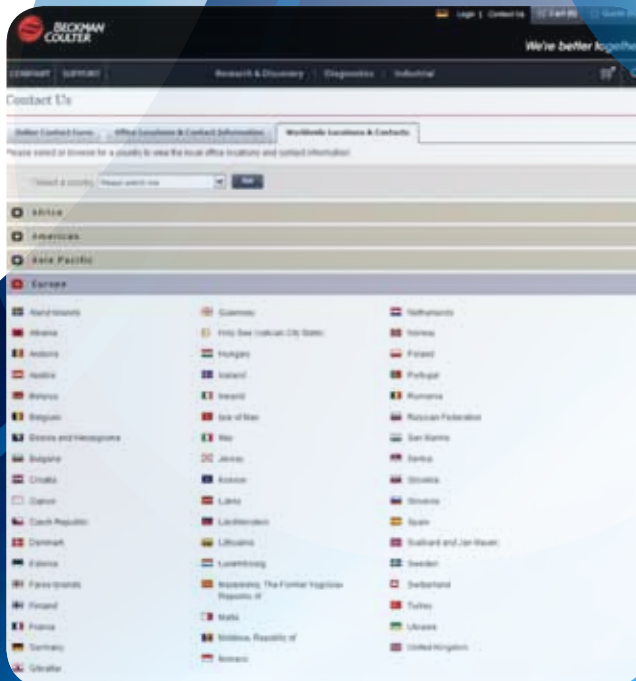 BECKMAN
COULTER
Login | Contact Us
We're better together
COMPANY SUPPORT Research & Discovery Diagnostics Industrial
Contact Us
Online Contact Form Office Locations & Contact Information Worldwide Locations & Contacts
Please select or browse for a country to view the local office locations and contact information
Select a country Please select one
Africa
Americas
Asia Pacific
Europe
Aland Islands Guernsey Netherlands
Albania Holy See (Vatican City State) Norway
Andorra Hungary Poland
Austria Iceland Portugal
Belarus Ireland Romania
Belgium Isle of Man Russian Federation
Bosnia and Herzegovina Italy San Marino
Bulgaria Jersey Serbia
Croatia Kosovo Slovakia
Cyprus Latvia Slovenia
Czech Republic Liechtenstein Spain
Denmark Lithuania Svalbard and Jan Mayen
Estonia Luxembourg Sweden
Faroe Islands Macedonia, The Former Yugoslav Republic of Switzerland
Finland Malta Turkey
France Moldova, Republic of Ukraine
Germany Monaco United Kingdom
Gibraltar